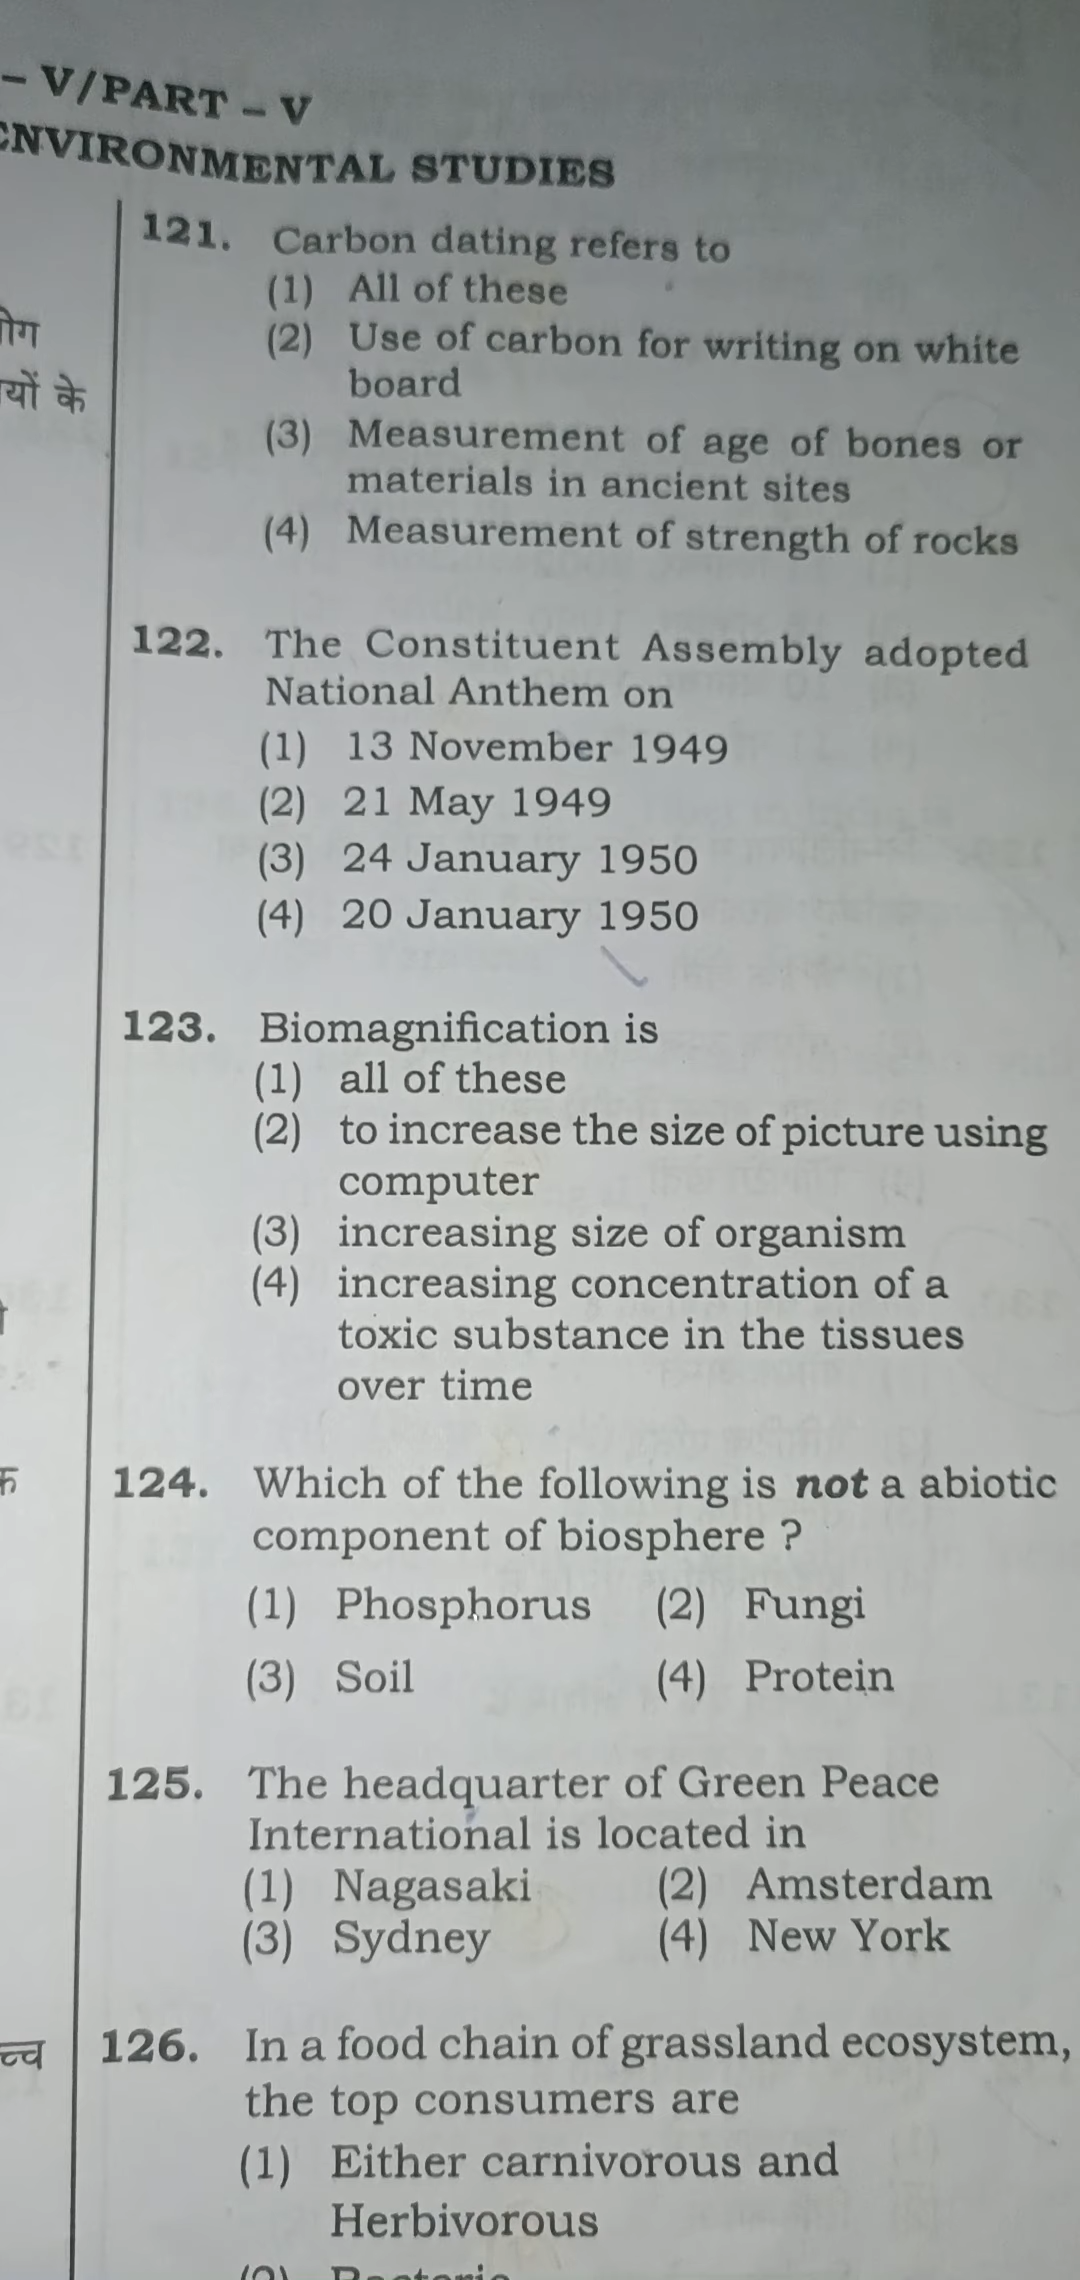 – V/PART – V
ENVIRONMENTAL STUDIES
121. Carbon dating refers to
(1) All of these
(2) Use of carbon for writing on white
board
(3) Measurement of age of bones or
materials in ancient sites
(4) Measurement of strength of rocks
122. The Constituent Assembly adopted
National Anthem on
(1) 13 November 1949
(2) 21 May 1949
(3) 24 January 1950
(4) 20 January 1950
123. Biomagnification is
(1) all of these
(2) to increase the size of picture using
computer
(3) increasing size of organism
(4) increasing concentration of a
toxic substance in the tissues
over time
124. Which of the following is not a abiotic
component of biosphere ?
(1) Phosphorus (2) Fungi
(3) Soil (4) Protein
125. The headquarter of Green Peace
International is located in
(1) Nagasaki (2) Amsterdam
(3) Sydney (4) New York
126. In a food chain of grassland ecosystem,
the top consumers are
(1) Either carnivorous and
Herbivorous